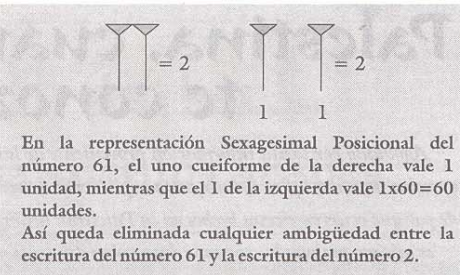 = 2 = 2
1 1
En la representación Sexagesimal Posicional del
número 61, el uno cueiforme de la derecha vale 1
unidad, mientras que el 1 de la izquierda vale 1x60=60
unidades.
Así queda eliminada cualquier ambigüedad entre la
escritura del número 61 y la escritura del número 2.